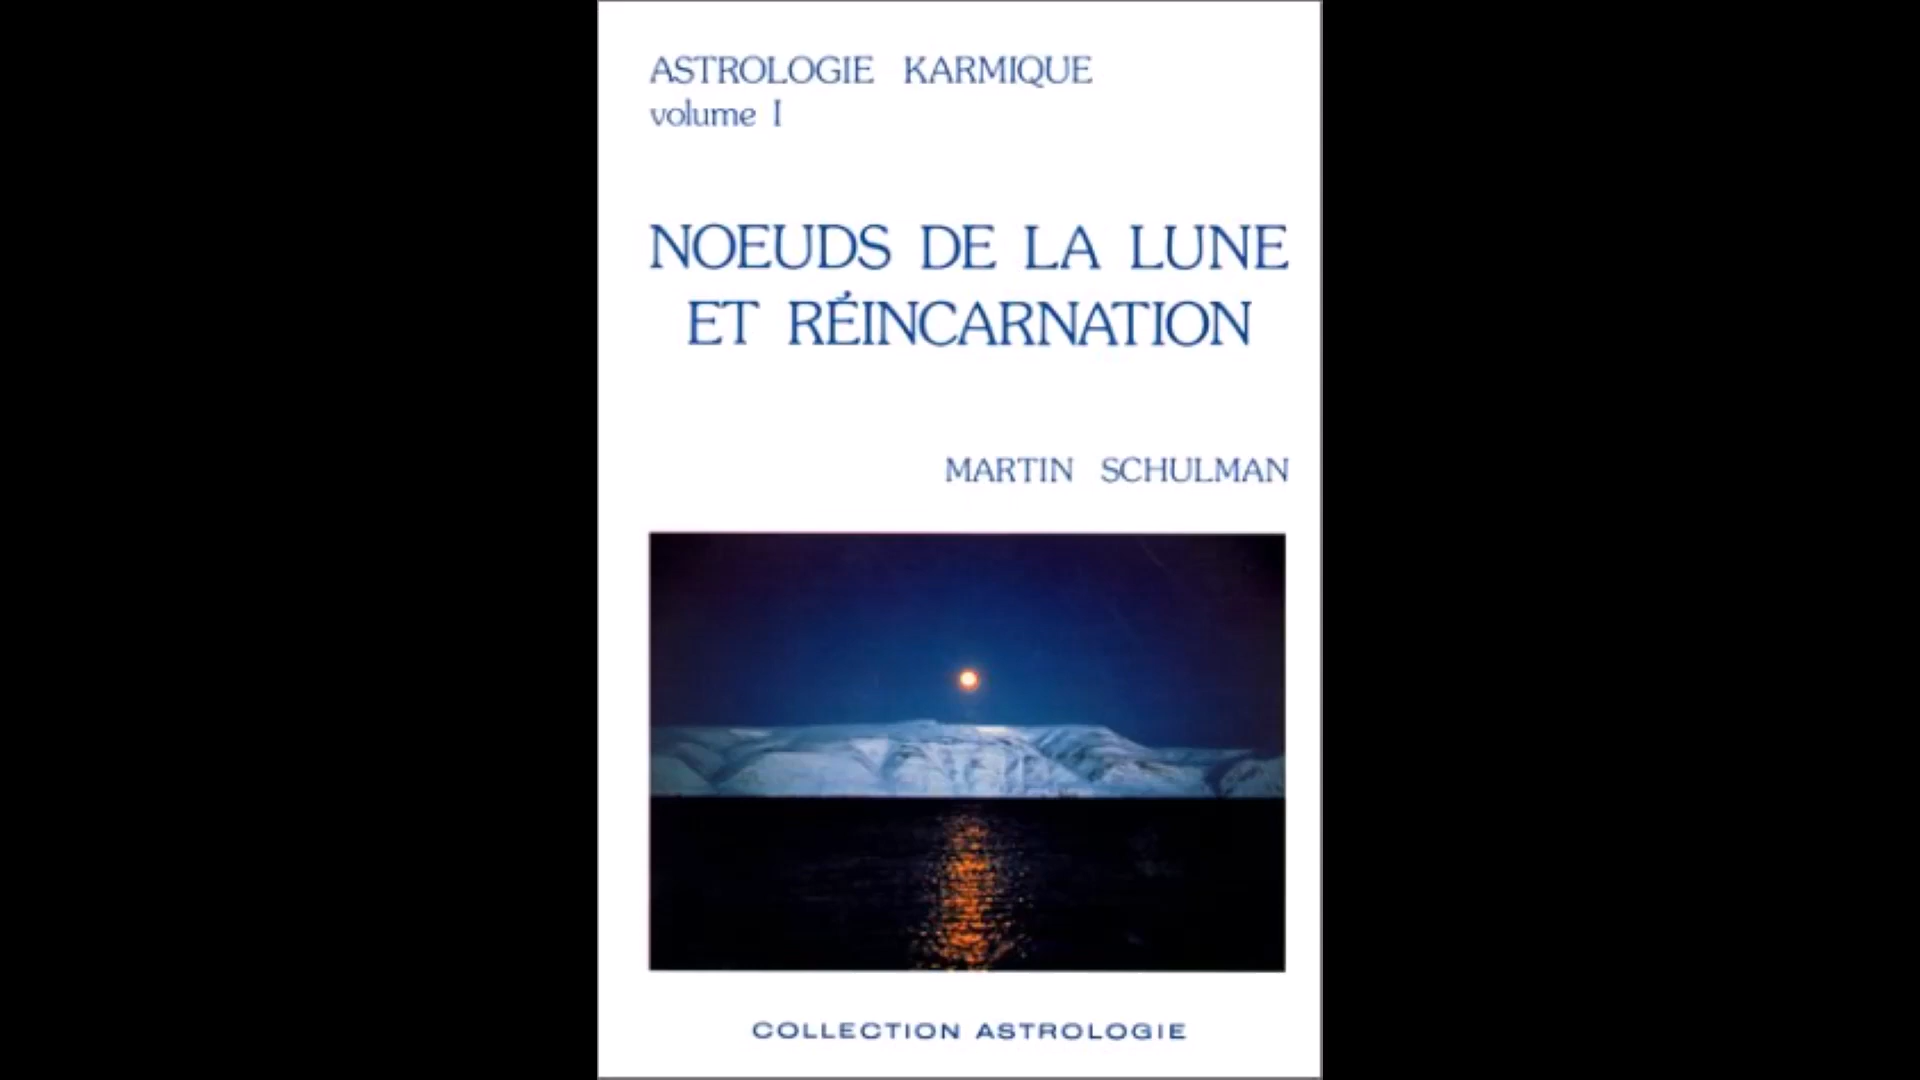 ASTROLOGIE KARMIQUE
volume I
NOEUDS DE LA LUNE
ET RÉINCARNATION
MARTIN SCHULMAN
COLLECTION ASTROLOGIE